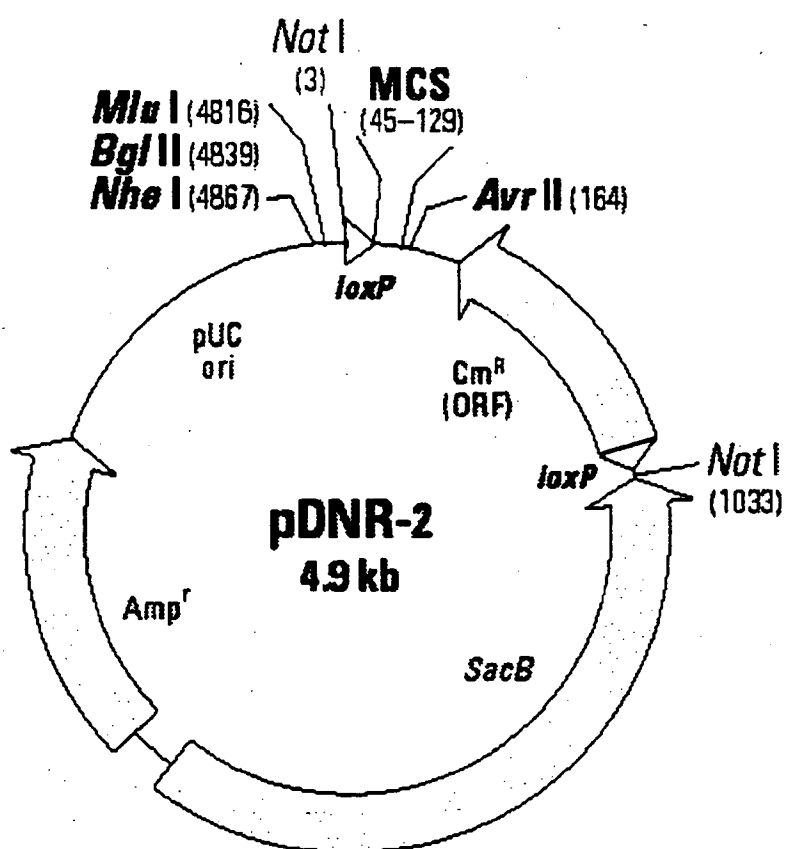 Not I
(3)
MCS
(45–129)
Mlu I (4816)
Bgl II (4839)
Nhe I (4867)
Avr II (164)
loxP
pUC
ori
Cm^R
(ORF)
loxP
Not I
(1033)
pDNR-2
4.9 kb
Amp^r
SacB